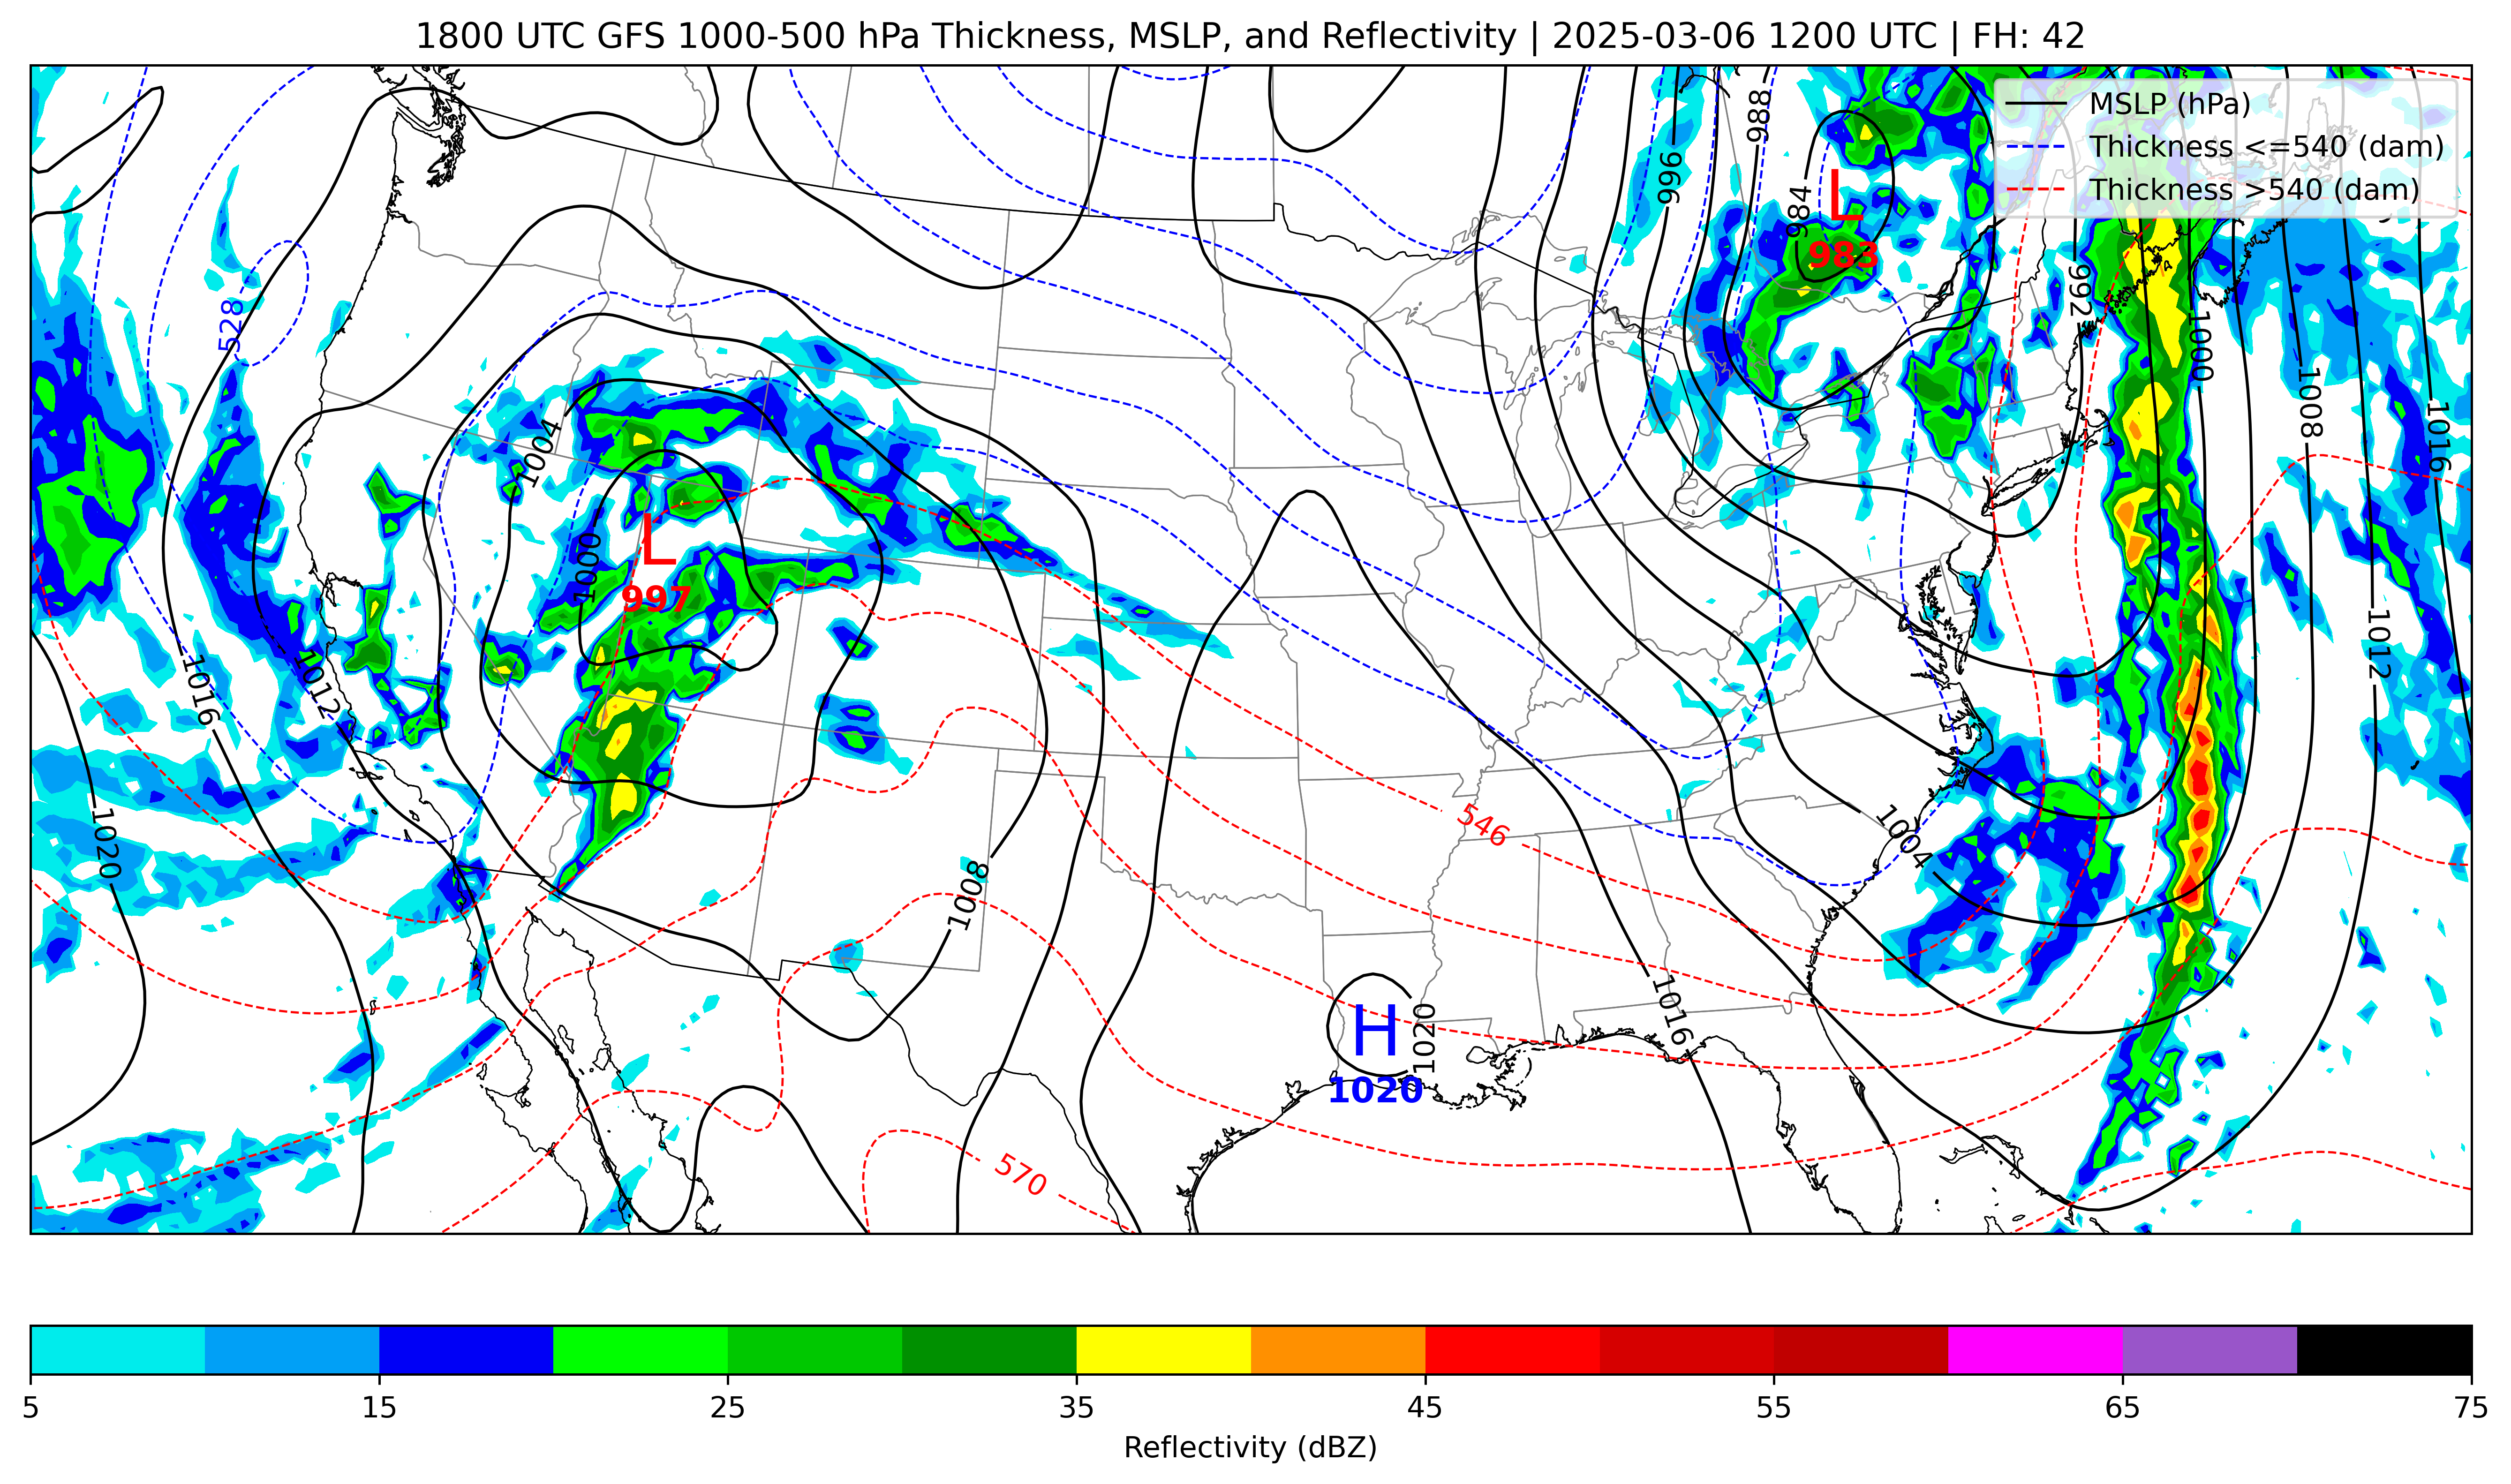 1800 UTC GFS 1000-500 hPa Thickness, MSLP, and Reflectivity | 2025-03-06 1200 UTC | FH: 42
MSLP (hPa)
Thickness <=540 (dam)
Thickness >540 (dam)
988
996
984
L
983
992
528
1000
1008
1016
1004
L
1000
997
1012
1016
1012
1020
546
1004
1008
1016
H
1020
1020
570
5 15 25 35 45 55 65 75
Reflectivity (dBZ)